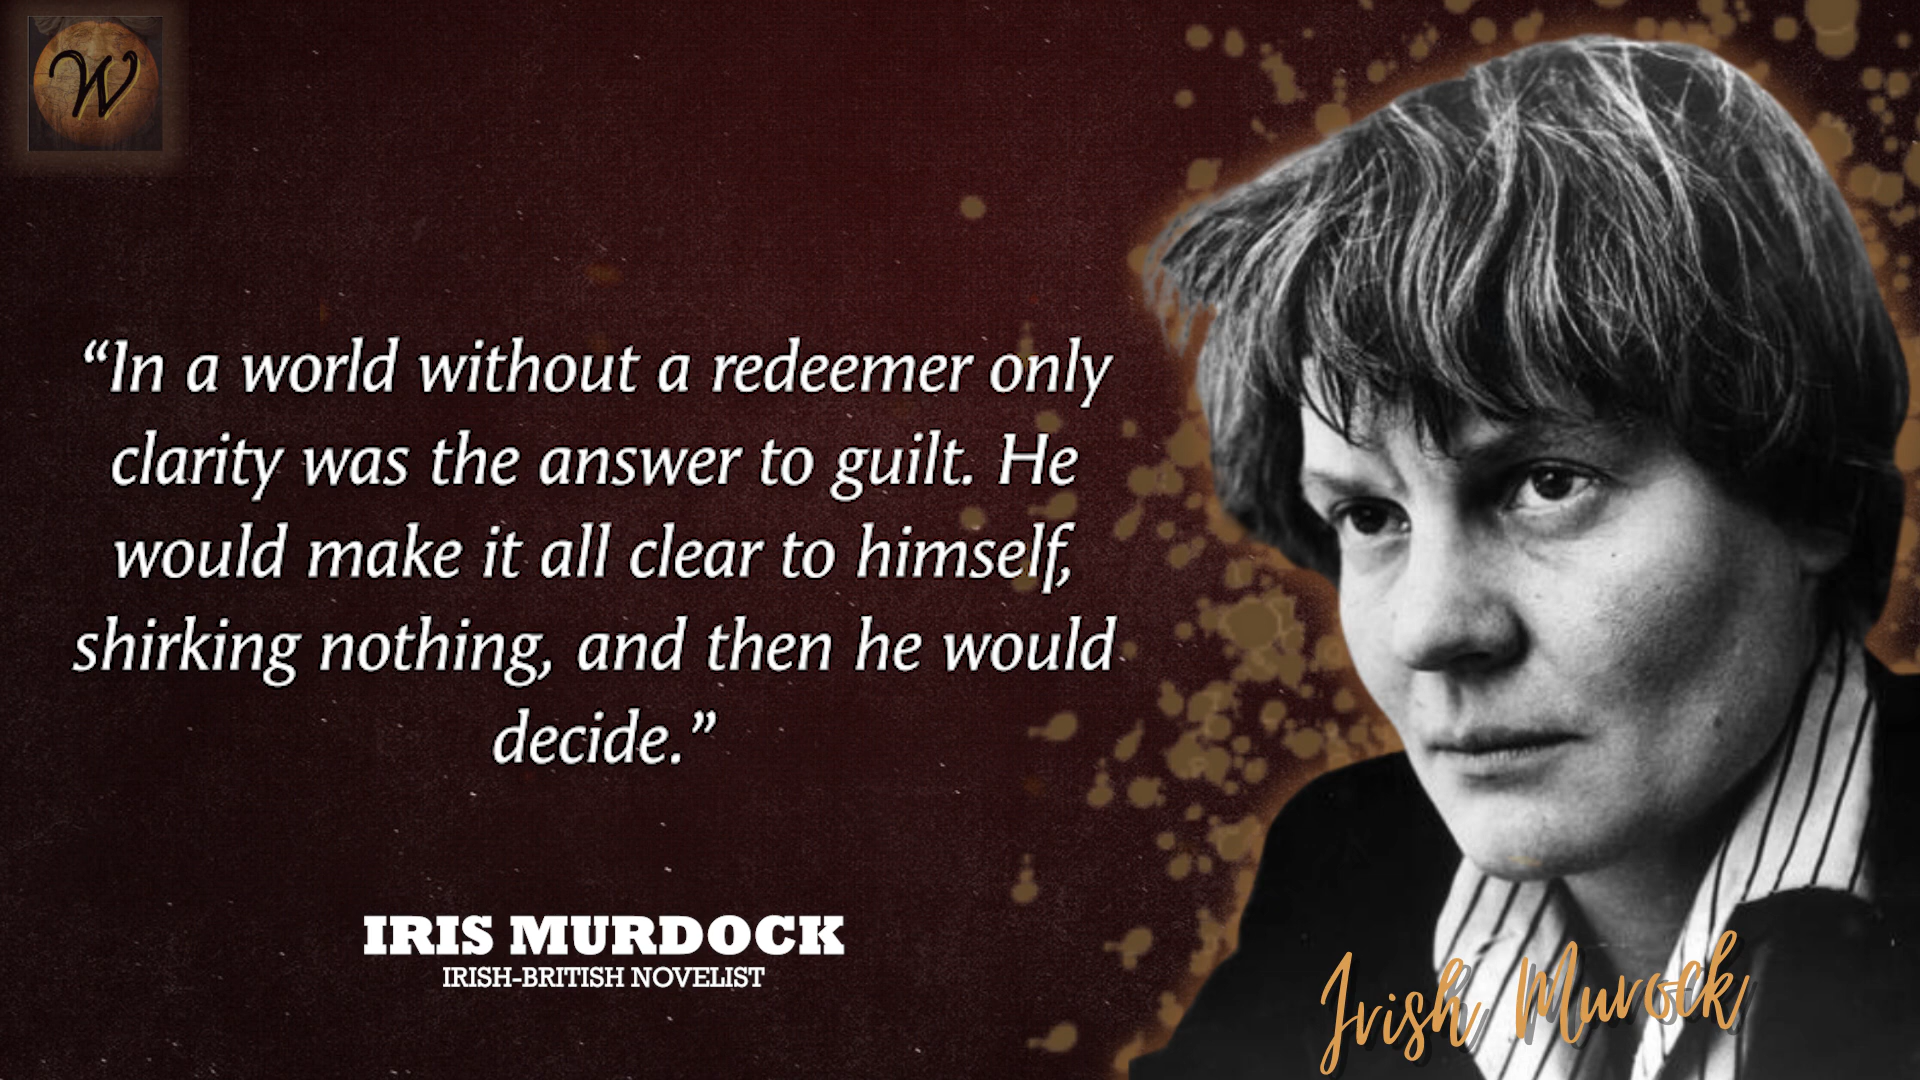 W
“In a world without a redeemer only
clarity was the answer to guilt. He
would make it all clear to himself,
shirking nothing, and then he would
decide.”
IRIS MURDOCK
IRISH-BRITISH NOVELIST
Irish Murock